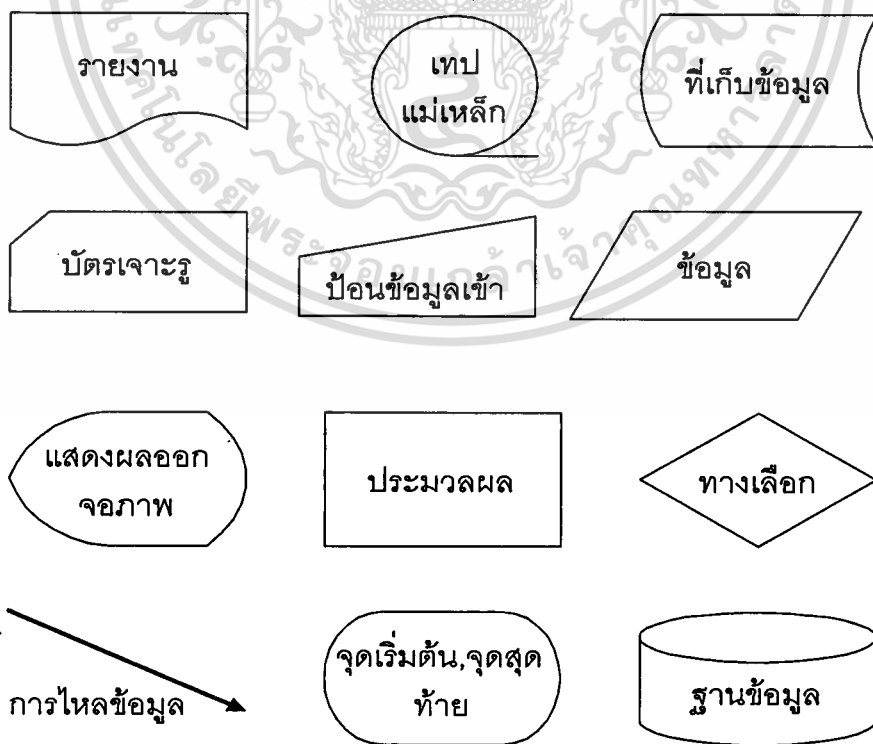 รายงาน
เทป
แม่เหล็ก
ที่เก็บข้อมูล
บัตรเจาะรู
ป้อนข้อมูลเข้า
ข้อมูล
แสดงผลออก
จอภาพ
ประมวลผล
ทางเลือก
การไหลข้อมูล
จุดเริ่มต้น,จุดสุด
ท้าย
ฐานข้อมูล